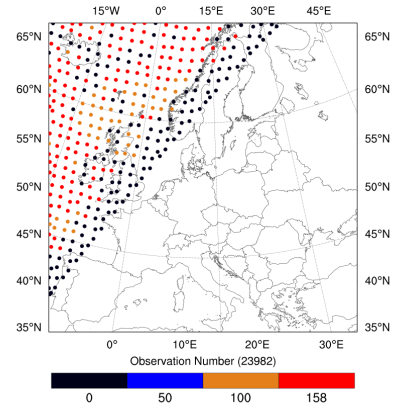 15°W 0° 15°E 30°E 45°E
65°N 65°N
60°N 60°N
55°N 55°N
50°N 50°N
45°N 45°N
40°N 40°N
35°N 35°N
0° 10°E 20°E 30°E
Observation Number (23982)
0 50 100 158